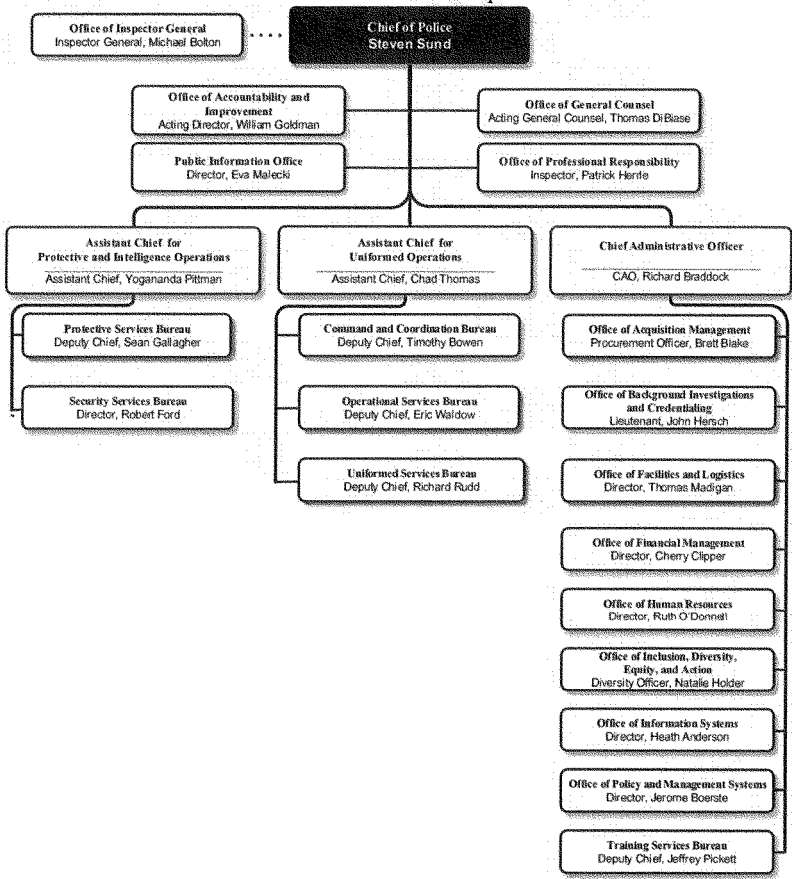 Chief of Police
Steven Sund
Office of Inspector General
Inspector General, Michael Bolton
Office of Accountability and
Improvement
Acting Director, William Goldman
Office of General Counsel
Acting General Counsel, Thomas DiBiase
Public Information Office
Director, Eva Malecki
Office of Professional Responsibility
Inspector, Patrick Herrle
Assistant Chief for
Protective and Intelligence Operations
Assistant Chief, Yogananda Pittman
Assistant Chief for
Uniformed Operations
Assistant Chief, Chad Thomas
Chief Administrative Officer
CAO, Richard Braddock
Protective Services Bureau
Deputy Chief, Sean Gallagher
Security Services Bureau
Director, Robert Ford
Command and Coordination Bureau
Deputy Chief, Timothy Bowen
Operational Services Bureau
Deputy Chief, Eric Waldow
Uniformed Services Bureau
Deputy Chief, Richard Rudd
Office of Acquisition Management
Procurement Officer, Brett Blake
Office of Background Investigations
and Credentialing
Lieutenant, John Hersch
Office of Facilities and Logistics
Director, Thomas Madigan
Office of Financial Management
Director, Cherry Clipper
Office of Human Resources
Director, Ruth O'Donnell
Office of Inclusion, Diversity,
Equity, and Action
Diversity Officer, Natalie Holder
Office of Information Systems
Director, Heath Anderson
Office of Policy and Management Systems
Director, Jerome Boerste
Training Services Bureau
Deputy Chief, Jeffrey Pickett